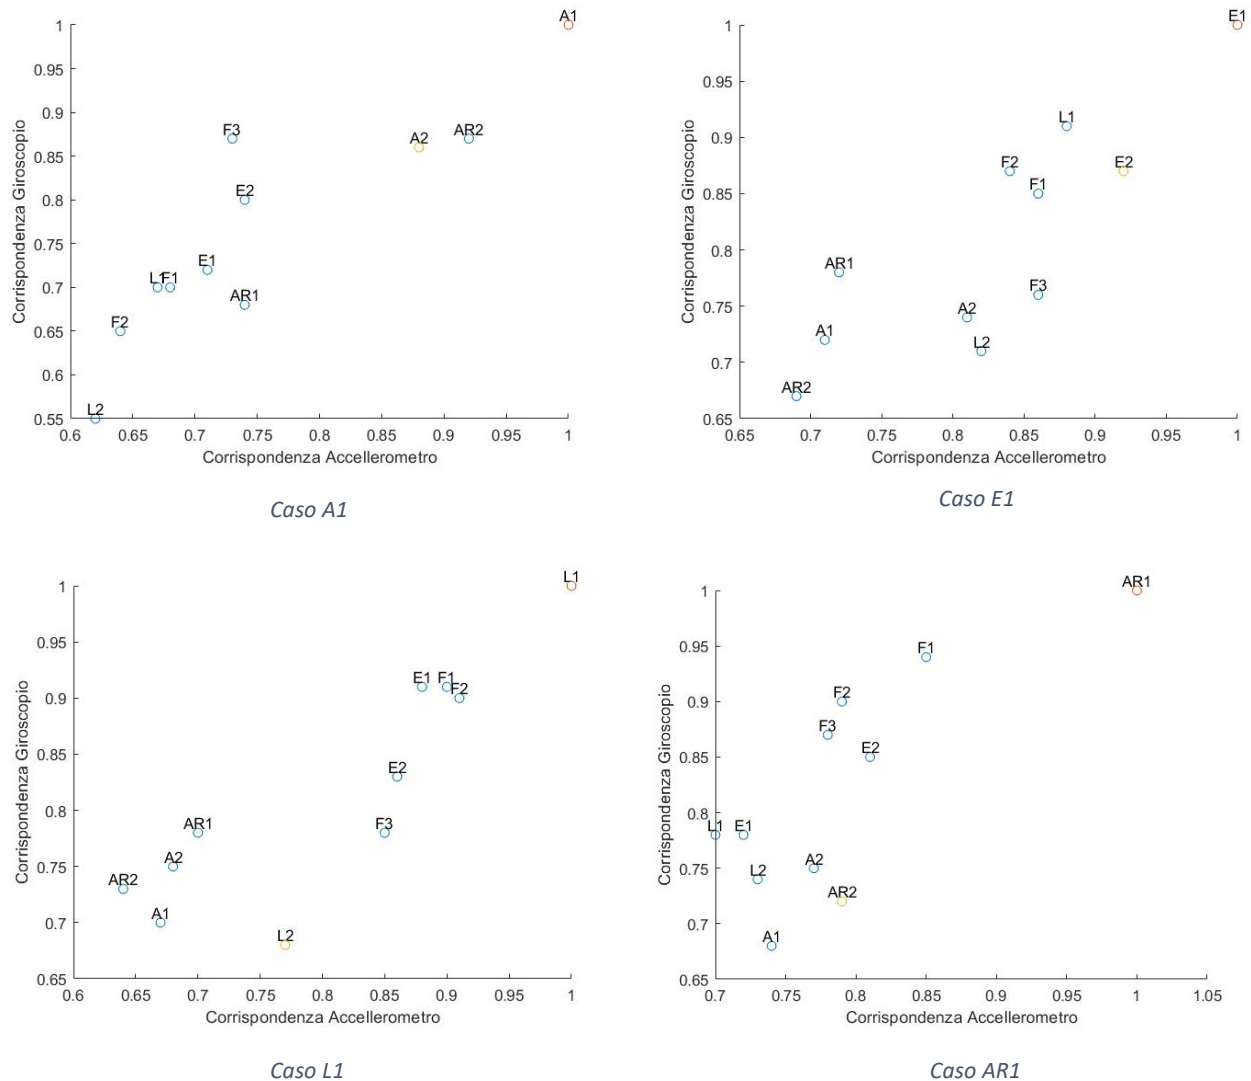 A1
1
0.95
0.9
0.85
0.8
0.75
0.7
0.65
0.6
0.55
Corrispondenza Giroscopio
F3
A2
AR2
E2
E1
L1
F1
AR1
F2
L2
0.6 0.65 0.7 0.75 0.8 0.85 0.9 0.95 1
Corrispondenza Accellerometro
Caso A1
E1
1
0.95
0.9
0.85
0.8
0.75
0.7
0.65
Corrispondenza Giroscopio
L1
F2
E2
F1
AR1
F3
A2
A1
L2
AR2
0.65 0.7 0.75 0.8 0.85 0.9 0.95 1
Corrispondenza Accellerometro
Caso E1
L1
1
0.95
0.9
0.85
0.8
0.75
0.7
0.65
Corrispondenza Giroscopio
E1
F1
F2
E2
AR1
F3
A2
AR2
A1
L2
0.6 0.65 0.7 0.75 0.8 0.85 0.9 0.95 1
Corrispondenza Accellerometro
Caso L1
AR1
1
0.95
0.9
0.85
0.8
0.75
0.7
0.65
Corrispondenza Giroscopio
F1
F2
F3
E2
L1
E1
A2
L2
AR2
A1
0.7 0.75 0.8 0.85 0.9 0.95 1 1.05
Corrispondenza Accellerometro
Caso AR1